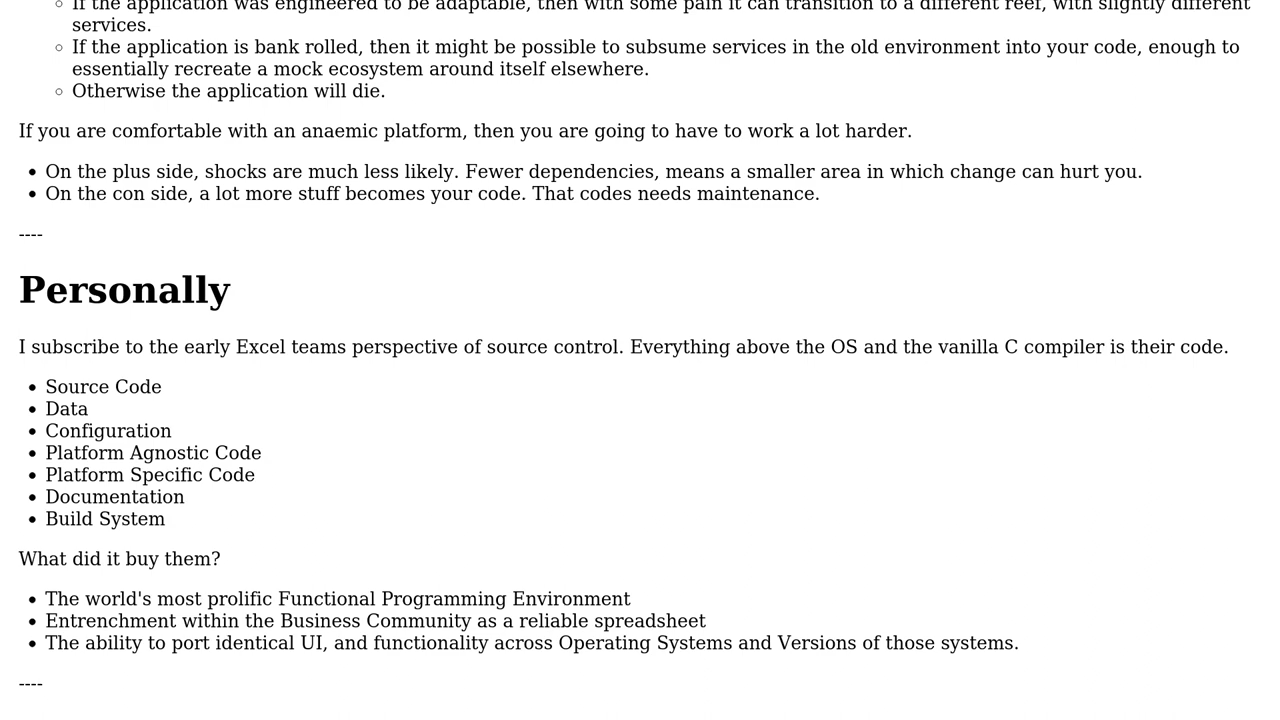 If the application was engineered to be adaptable, then with some pain it can transition to a different reef, with slightly different
services.
If the application is bank rolled, then it might be possible to subsume services in the old environment into your code, enough to
essentially recreate a mock ecosystem around itself elsewhere.
Otherwise the application will die.
If you are comfortable with an anaemic platform, then you are going to have to work a lot harder.
On the plus side, shocks are much less likely. Fewer dependencies, means a smaller area in which change can hurt you.
On the con side, a lot more stuff becomes your code. That codes needs maintenance.
----
Personally
I subscribe to the early Excel teams perspective of source control. Everything above the OS and the vanilla C compiler is their code.
Source Code
Data
Configuration
Platform Agnostic Code
Platform Specific Code
Documentation
Build System
What did it buy them?
The world's most prolific Functional Programming Environment
Entrenchment within the Business Community as a reliable spreadsheet
The ability to port identical UI, and functionality across Operating Systems and Versions of those systems.
----